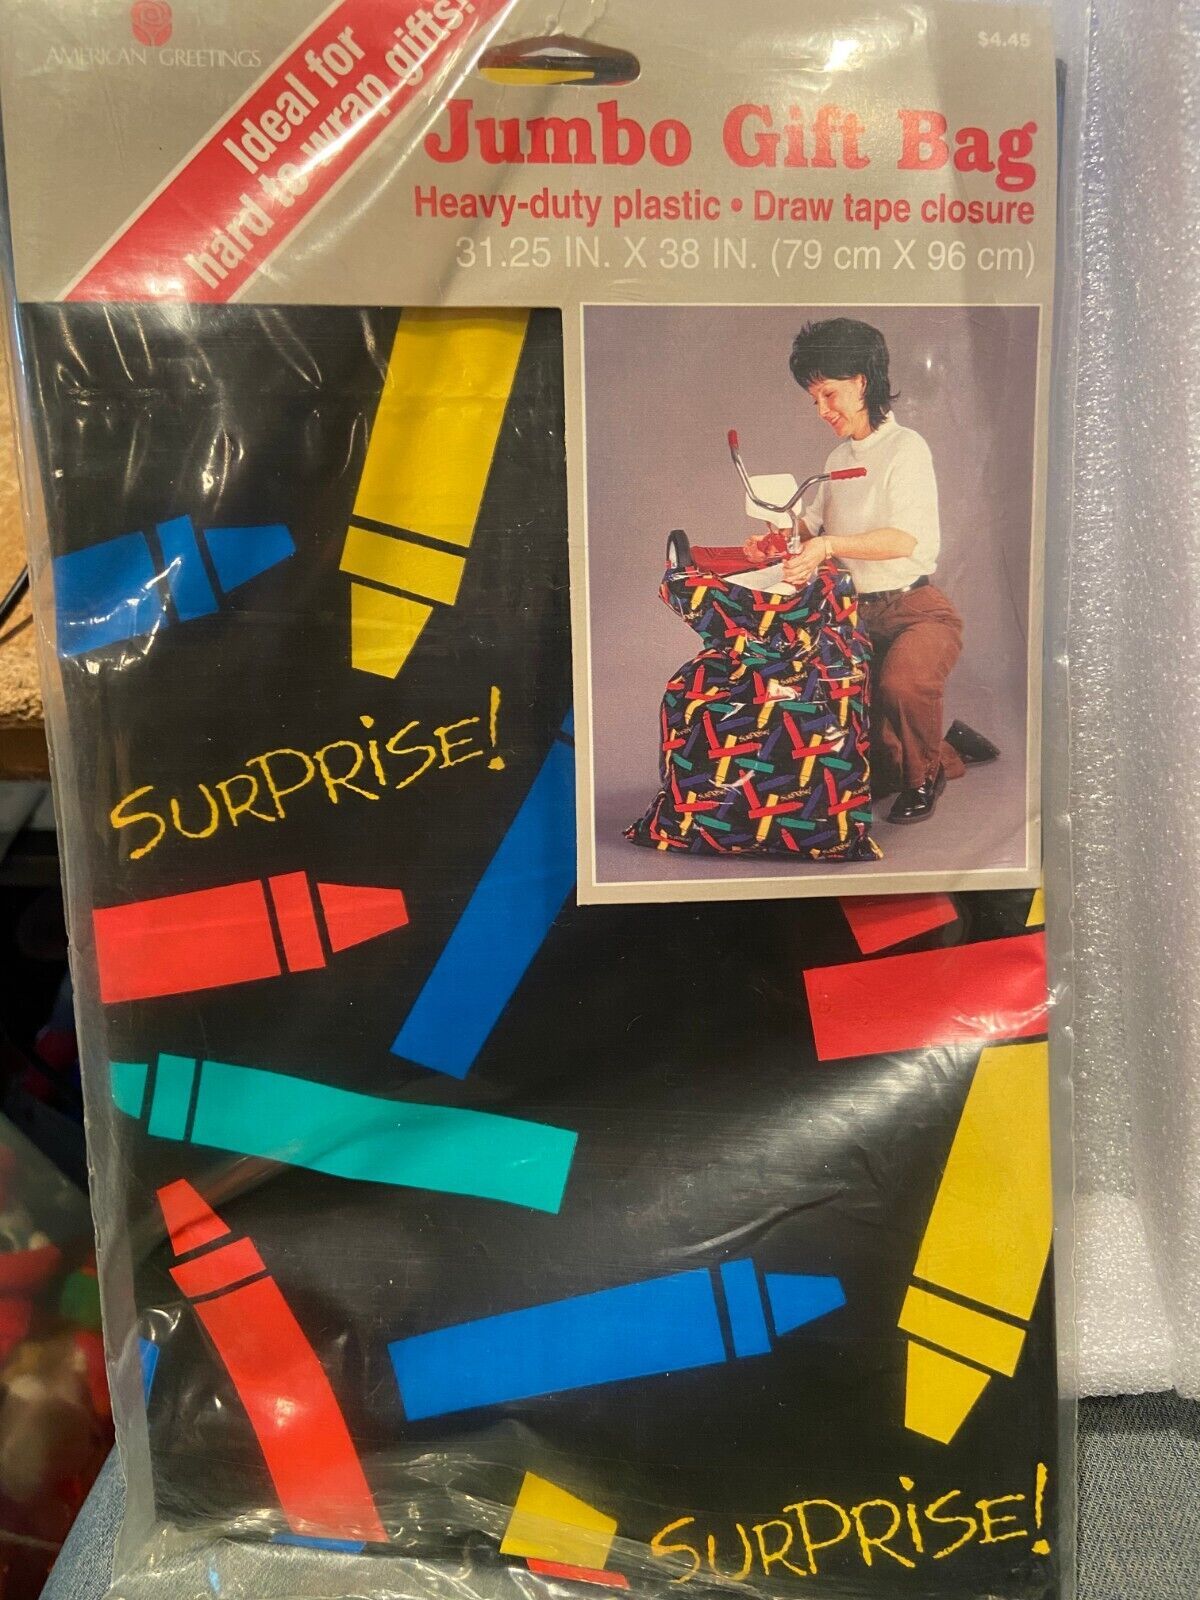 AMERICAN GREETINGS
$4.45
Ideal for
hard to wrap gifts!
Jumbo Gift Bag
Heavy-duty plastic • Draw tape closure
31.25 IN. X 38 IN. (79 cm X 96 cm)
SURPRiSE!
SURPRiSE!